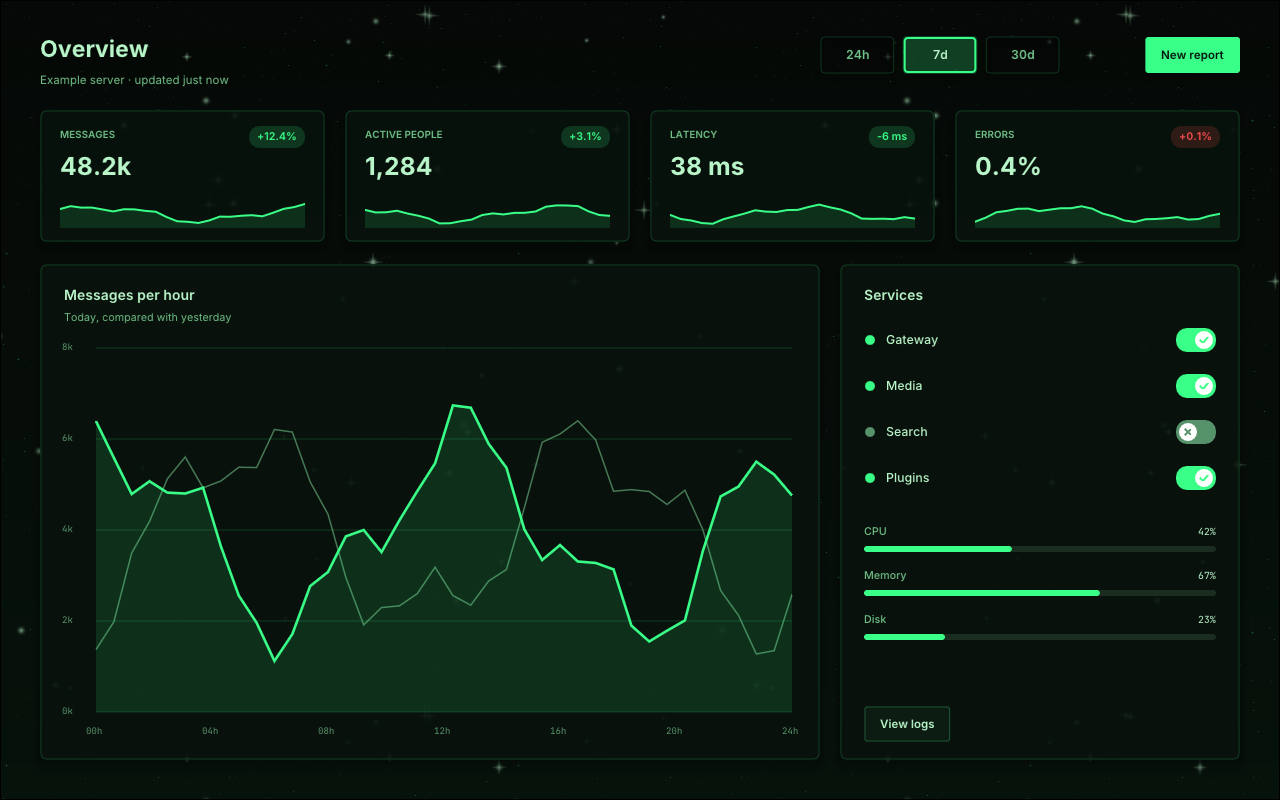 Overview
Example server · updated just now
24h
7d
30d
New report
MESSAGES
+12.4%
48.2k
ACTIVE PEOPLE
+3.1%
1,284
LATENCY
-6 ms
38 ms
ERRORS
+0.1%
0.4%
Messages per hour
Today, compared with yesterday
8k
6k
4k
2k
0k
00h
04h
08h
12h
16h
20h
24h
Services
Gateway
Media
Search
Plugins
CPU
42%
Memory
67%
Disk
23%
View logs